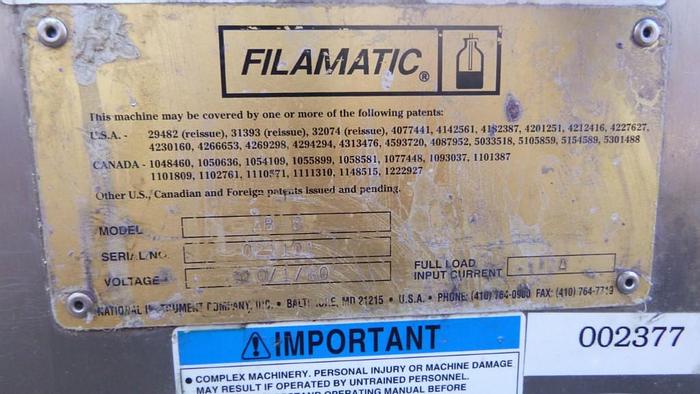 FILAMATIC®
This machine may be covered by one or more of the following patents:
U.S.A. - 29482 (reissue), 31393 (reissue), 32074 (reissue), 4077441, 4142561, 4182387, 4201251, 4212416, 4227627,
4230160, 4266653, 4269298, 4294294, 4313476, 4593720, 4087952, 5033518, 5105859, 5154589, 5301488
CANADA - 1048460, 1050636, 1054109, 1055899, 1058581, 1077448, 1093037, 1101387
1101809, 1102761, 1110571, 1111310, 1148515, 1222927
Other U.S., Canadian and Foreign patents issued and pending.
MODEL
SERIAL NO.
VOLTAGE /1/60
FULL LOAD
INPUT CURRENT A
NATIONAL INSTRUMENT COMPANY, INC. • BALTIMORE, MD 21215 • U.S.A. • PHONE: (410) 764-0900 FAX: (410) 764-7719
IMPORTANT
002377
• COMPLEX MACHINERY. PERSONAL INJURY OR MACHINE DAMAGE
MAY RESULT IF OPERATED BY UNTRAINED PERSONNEL.
OPERATING MANUAL BEFORE